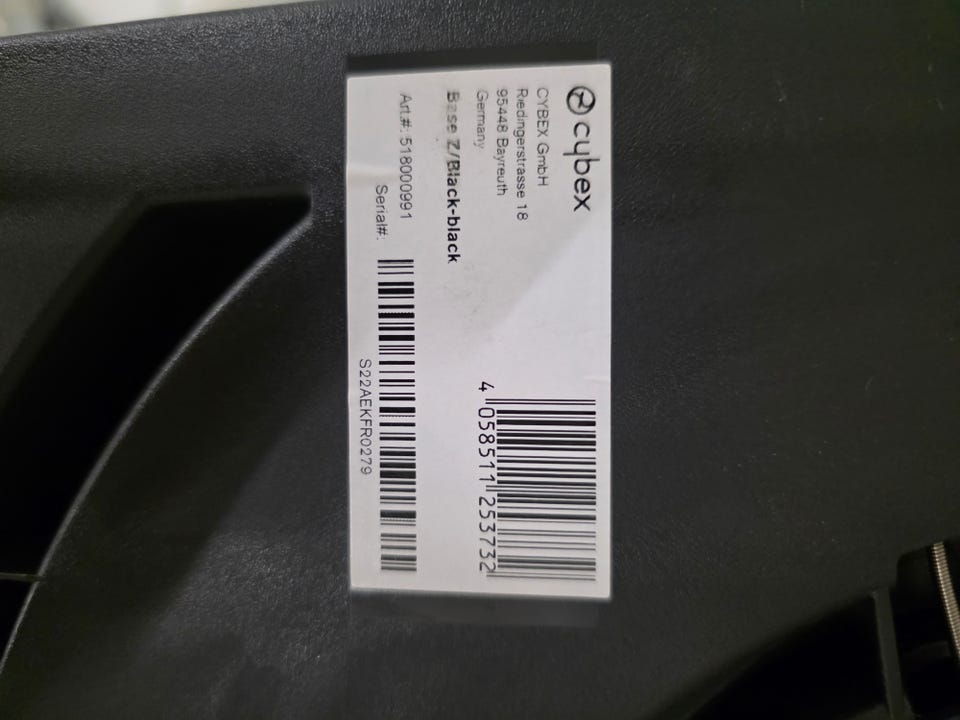 cybex
CYBEX GmbH
Riedingerstrasse 18
95448 Bayreuth
Germany
Base Z/Black-black
Art.#: 518000991
Serial#:
S22AEKFR0279
4 058511 253732